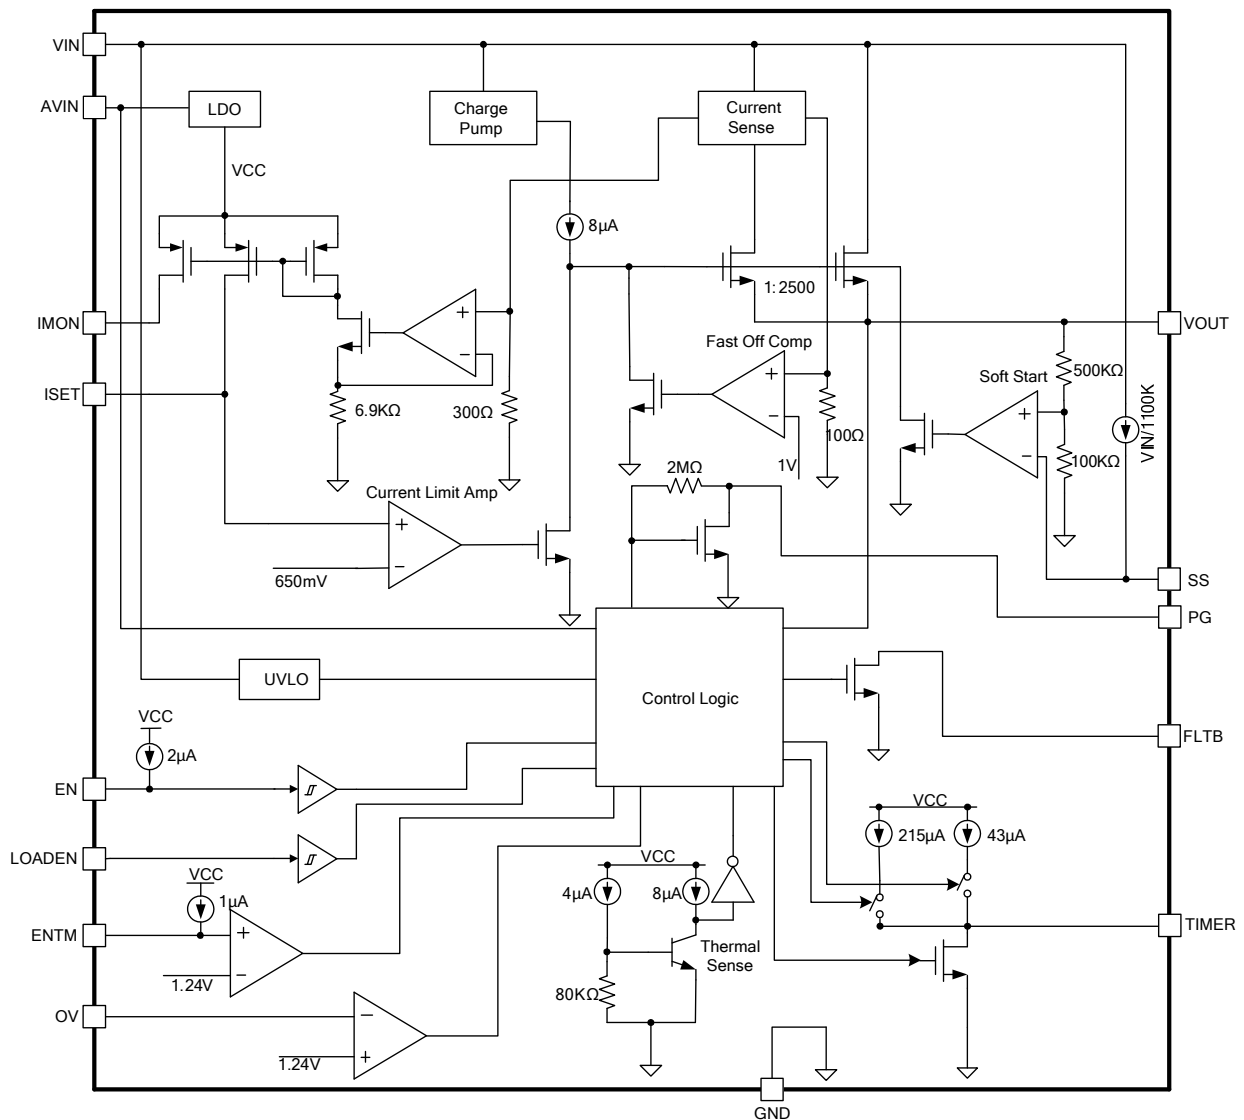 VIN
AVIN
LDO
Charge
Pump
Current
Sense
VCC
8µA
1:2500
IMON
VOUT
Fast Off Comp
+
−
+
−
Soft Start
500KΩ
+
−
ISET
6.9KΩ
300Ω
100Ω
VIN/1100K
1V
100KΩ
2MΩ
Current Limit Amp
+
−
650mV
SS
PG
UVLO
Control Logic
VCC
2µA
FLTB
EN
VCC
215µA
43µA
LOADEN
VCC
4µA
8µA
VCC
1µA
ENTM
+
−
1.24V
Thermal
Sense
TIMER
80KΩ
OV
−
+
1.24V
GND